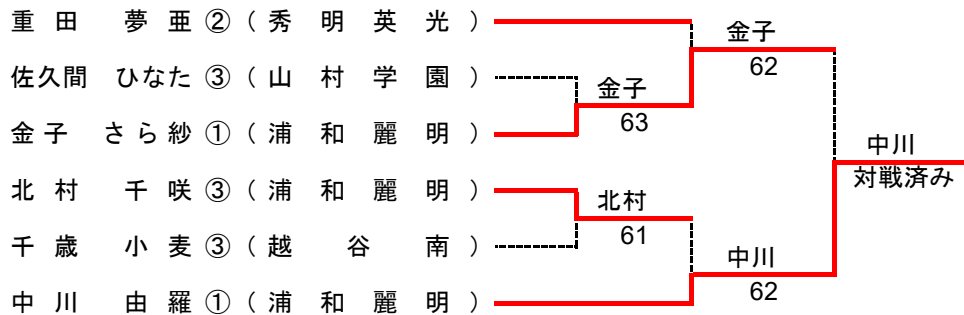 重田 夢亜 ② ( 秀明英光 )
金子
62
佐久間 ひなた ③ ( 山村学園 )
金子
63
金子 さら紗 ① ( 浦和麗明 )
中川
対戦済み
北村 千咲 ③ ( 浦和麗明 )
北村
61
千歳 小麦 ③ ( 越谷南 )
中川
62
中川 由羅 ① ( 浦和麗明 )